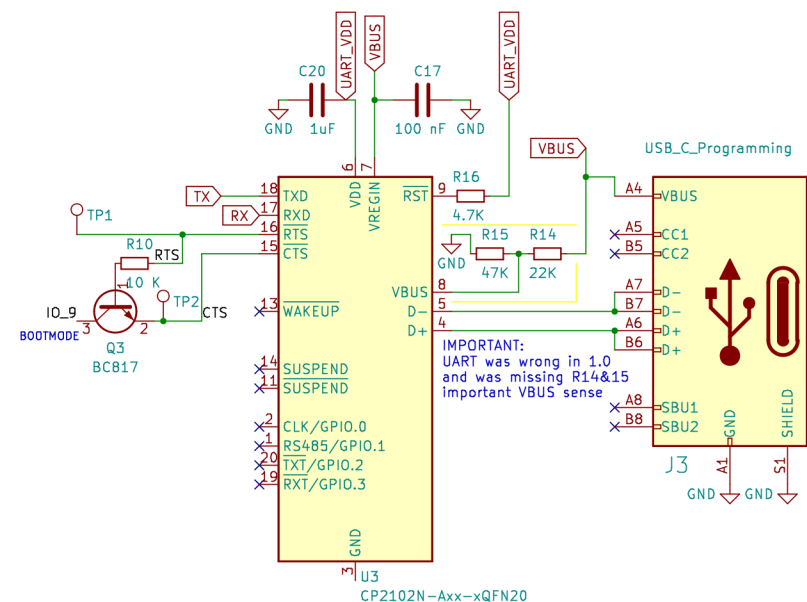 UART_VDD
VBUS
UART_VDD
C20
C17
GND
1uF
100 nF
GND
VBUS
USB_C_Programming
6
7
VDD
VREGIN
R16
4.7K
TX
18
TXD
9
RST
A4
VBUS
RX
17
RXD
TP1
16
RTS
R15
R14
A5
CC1
R10
RTS
15
CTS
GND
B5
CC2
47K
22K
10 K
1
TP2
8
VBUS
A7
D-
IO_9
CTS
13
WAKEUP
5
D-
B7
D-
BOOTMODE
3
2
4
D+
A6
D+
Q3
BC817
B6
D+
IMPORTANT:
UART was wrong in 1.0
and was missing R14&15
important VBUS sense
14
SUSPEND
11
SUSPEND
A8
SBU1
B8
SBU2
2
CLK/GPIO.0
1
RS485/GPIO.1
20
TXT/GPIO.2
19
RXT/GPIO.3
GND
SHIELD
J3
A1
S1
GND
GND
GND
3
U3
CP2102N-Axx-xQFN20